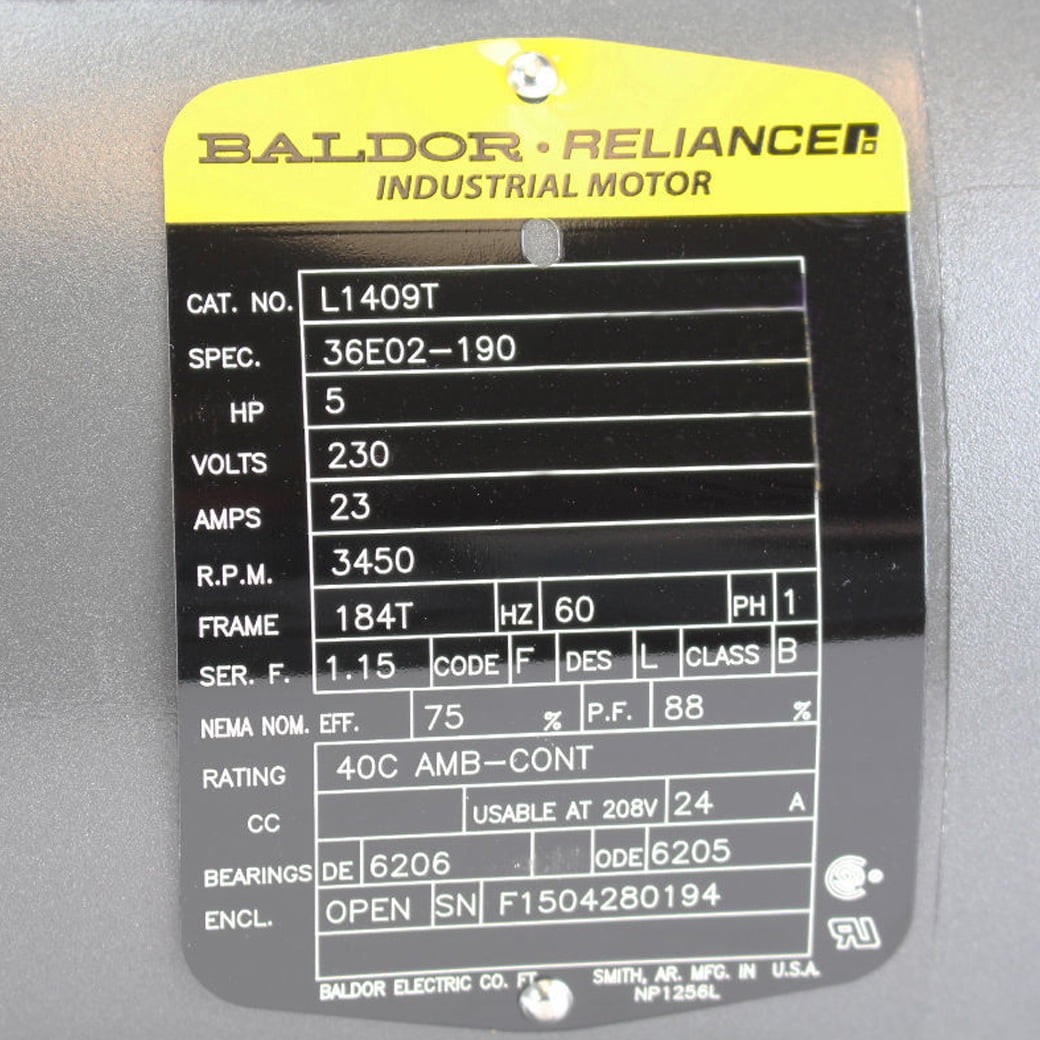 BALDOR · RELIANCE
INDUSTRIAL MOTOR
CAT. NO. L1409T
SPEC. 36E02-190
HP 5
VOLTS 230
AMPS 23
R.P.M. 3450
FRAME 184T HZ 60 PH 1
SER. F. 1.15 CODE F DES L CLASS B
NEMA NOM. EFF. 75 % P.F. 88 %
RATING 40C AMB-CONT
CC USABLE AT 208V 24 A
BEARINGS DE 6206 ODE 6205
ENCL. OPEN SN F1504280194
BALDOR ELECTRIC CO. FT. SMITH, AR. MFG. IN U.S.A.
NP1256L